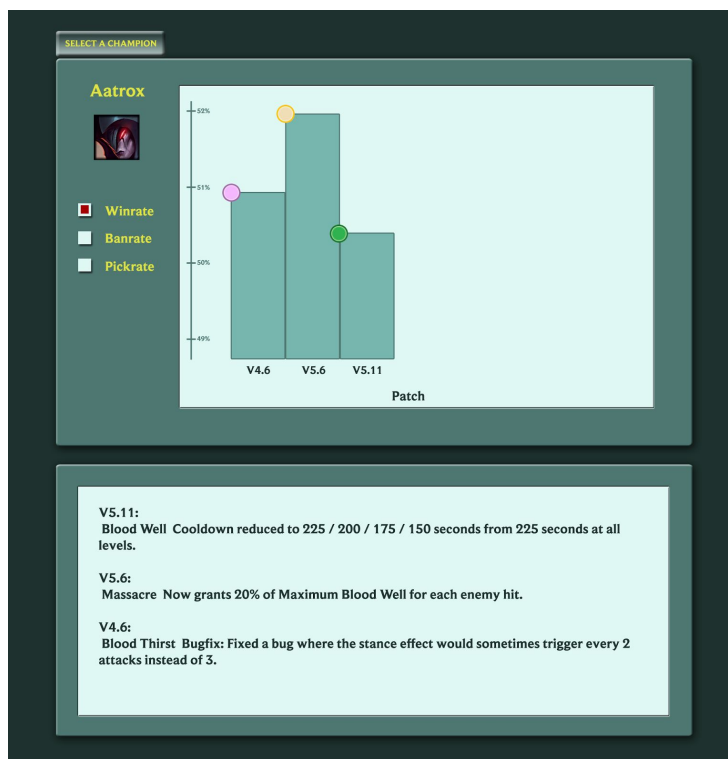 SELECT A CHAMPION
Aatrox
Winrate
Banrate
Pickrate
52%
51%
50%
49%
V4.6 V5.6 V5.11
Patch
V5.11:
Blood Well Cooldown reduced to 225 / 200 / 175 / 150 seconds from 225 seconds at all
levels.
V5.6:
Massacre Now grants 20% of Maximum Blood Well for each enemy hit.
V4.6:
Blood Thirst Bugfix: Fixed a bug where the stance effect would sometimes trigger every 2
attacks instead of 3.